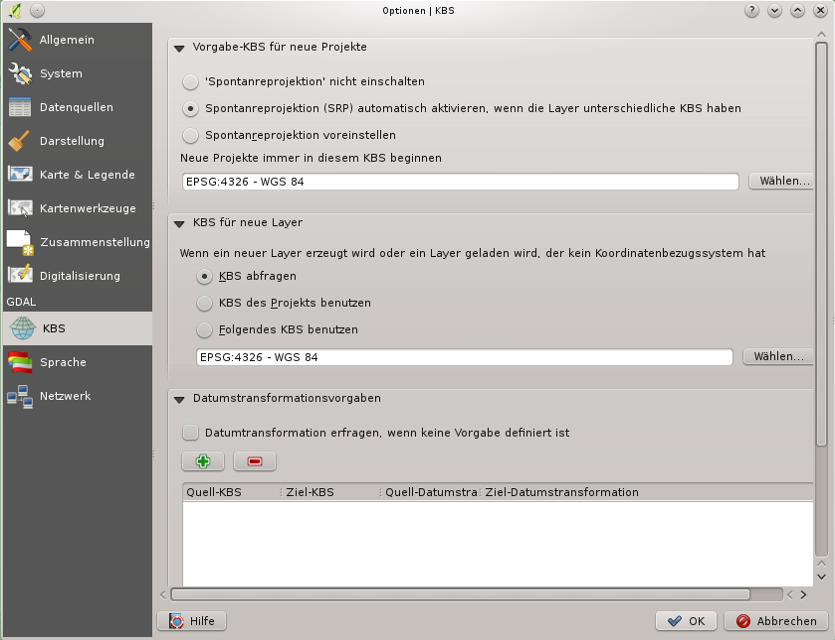 Optionen | KBS
Allgemein
System
Datenquellen
Darstellung
Karte & Legende
Kartenwerkzeuge
Zusammenstellung
Digitalisierung
GDAL
KBS
Sprache
Netzwerk
Vorgabe-KBS für neue Projekte
'Spontanreprojektion' nicht einschalten
Spontanreprojektion (SRP) automatisch aktivieren, wenn die Layer unterschiedliche KBS haben
Spontanreprojektion voreinstellen
Neue Projekte immer in diesem KBS beginnen
EPSG:4326 - WGS 84 Wählen...
KBS für neue Layer
Wenn ein neuer Layer erzeugt wird oder ein Layer geladen wird, der kein Koordinatenbezugssystem hat
KBS abfragen
KBS des Projekts benutzen
Folgendes KBS benutzen
EPSG:4326 - WGS 84 Wählen...
Datumstransformationsvorgaben
Datumtransformation erfragen, wenn keine Vorgabe definiert ist
Quell-KBS Ziel-KBS Quell-Datumstra Ziel-Datumstransformation
Hilfe OK Abbrechen